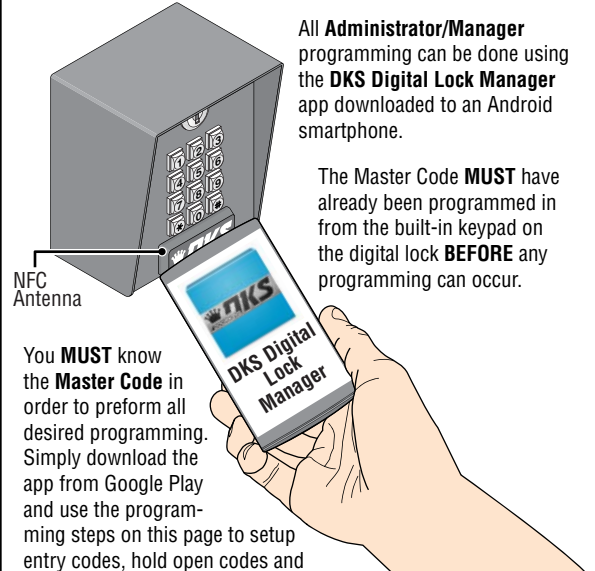 All Administrator/Manager
programming can be done using
the DKS Digital Lock Manager
app downloaded to an Android
smartphone.
The Master Code MUST have
already been programmed in
from the built-in keypad on
the digital lock BEFORE any
programming can occur.
1 2 3
4 5 6
7 8 9
* 0 #
DKS
NFC
Antenna
DKS
DKS Digital
Lock
Manager
You MUST know
the Master Code in
order to preform all
desired programming.
Simply download the
app from Google Play
and use the program-
ming steps on this page to setup
entry codes, hold open codes and